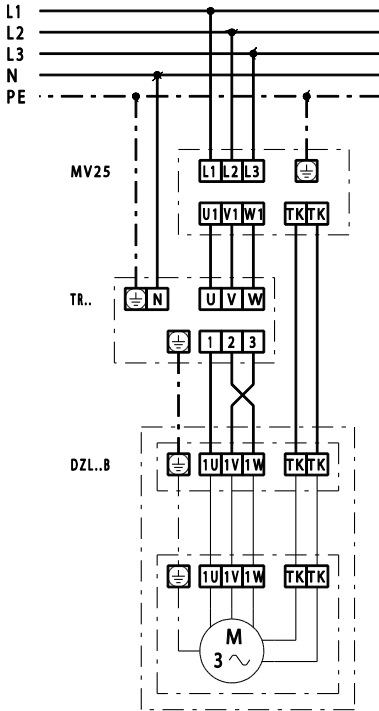 L1
L2
L3
N
PE
MV25
L1 L2 L3
U1 V1 W1 TK TK
TR..
N U V W
1 2 3
DZL..B
1U 1V 1W TK TK
1U 1V 1W TK TK
M
3